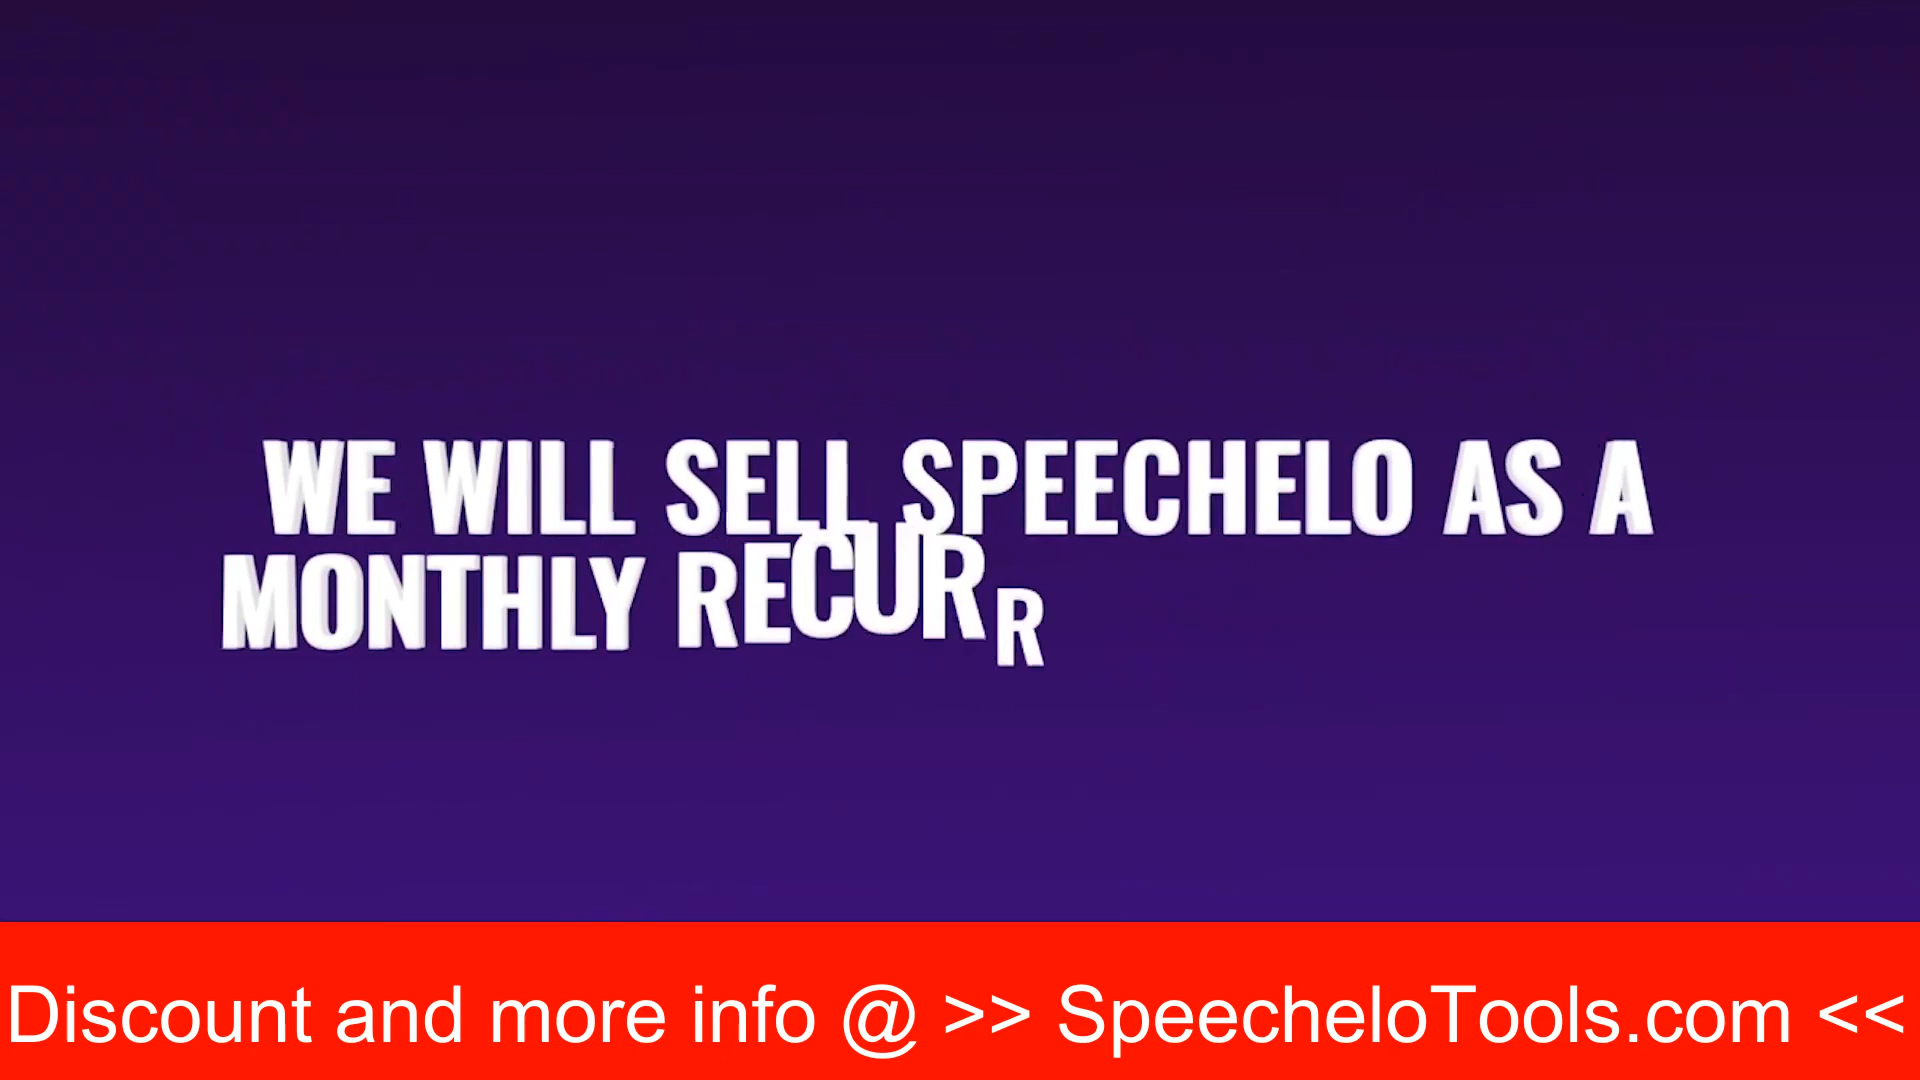 WE WILL SELL SPEECHELO AS A
MONTHLY RECURR
Discount and more info @ >> SpeecheloTools.com <<